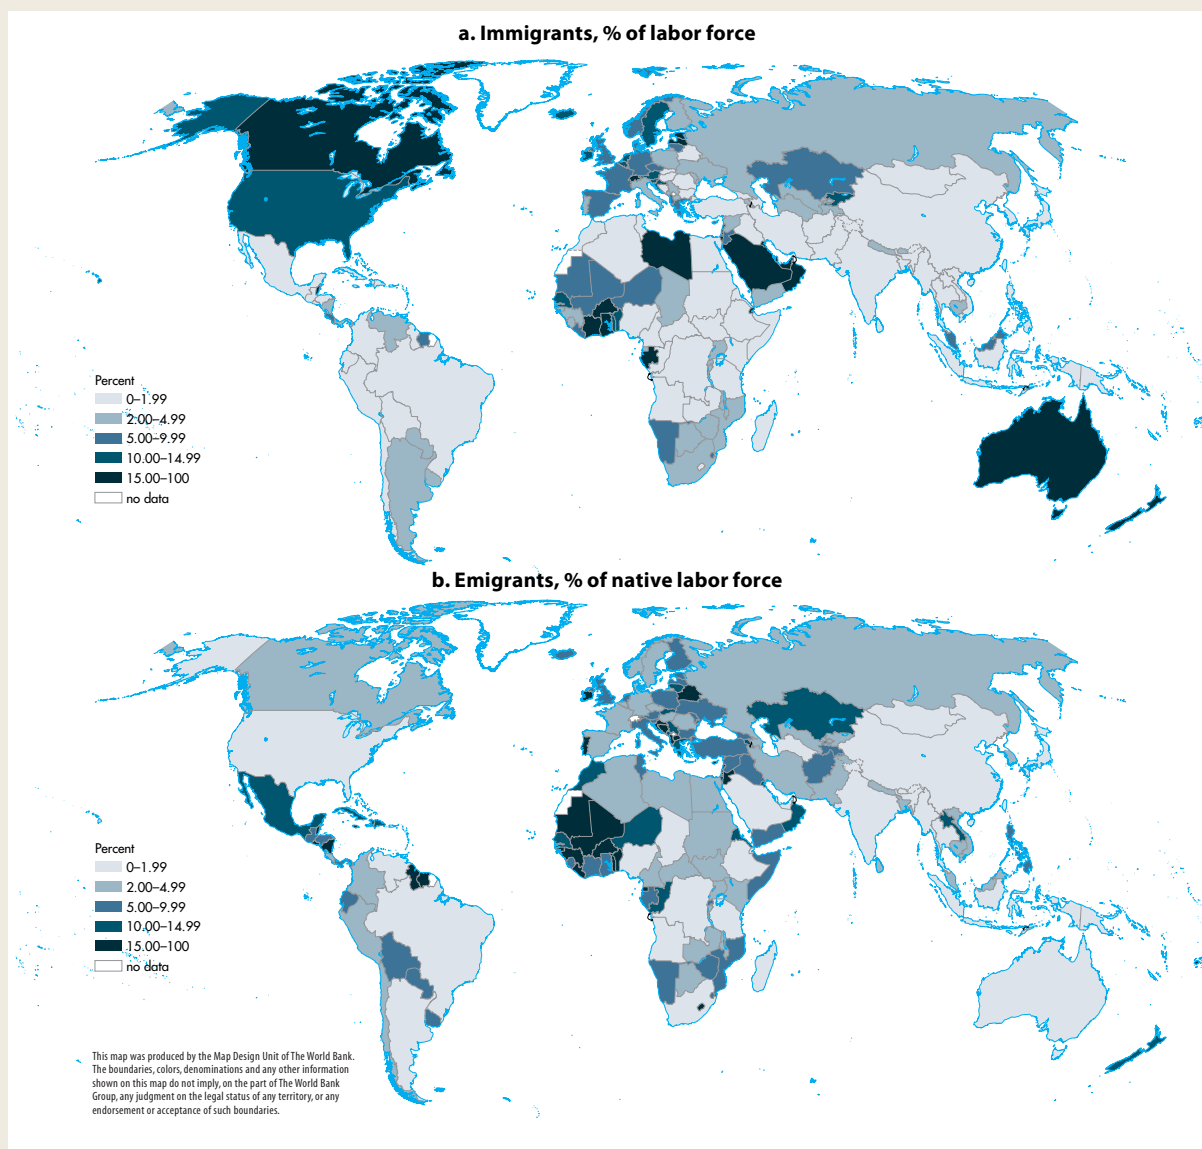 a. Immigrants, % of labor force
Percent
0–1.99
2.00–4.99
5.00–9.99
10.00–14.99
15.00–100
no data
b. Emigrants, % of native labor force
Percent
0–1.99
2.00–4.99
5.00–9.99
10.00–14.99
15.00–100
no data
This map was produced by the Map Design Unit of The World Bank.
The boundaries, colors, denominations and any other information
shown on this map do not imply, on the part of The World Bank
Group, any judgment on the legal status of any territory, or any
endorsement or acceptance of such boundaries.